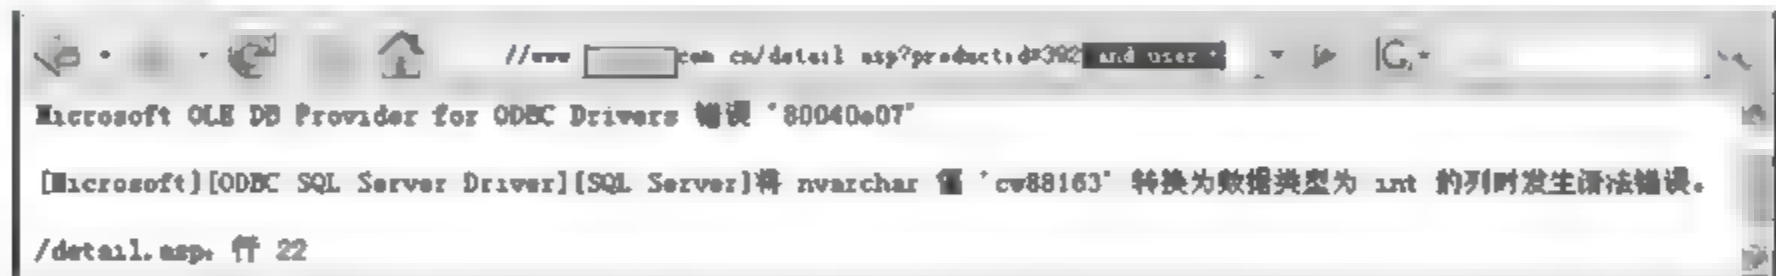 //www com cn/detail asp?productid=392 and user
Microsoft OLE DB Provider for ODBC Drivers 错误 '80040e07'
[Microsoft][ODBC SQL Server Driver][SQL Server]将 nvarchar 值 'cw88163' 转换为数据类型为 int 的列时发生语法错误。
/detail.asp, 行 22